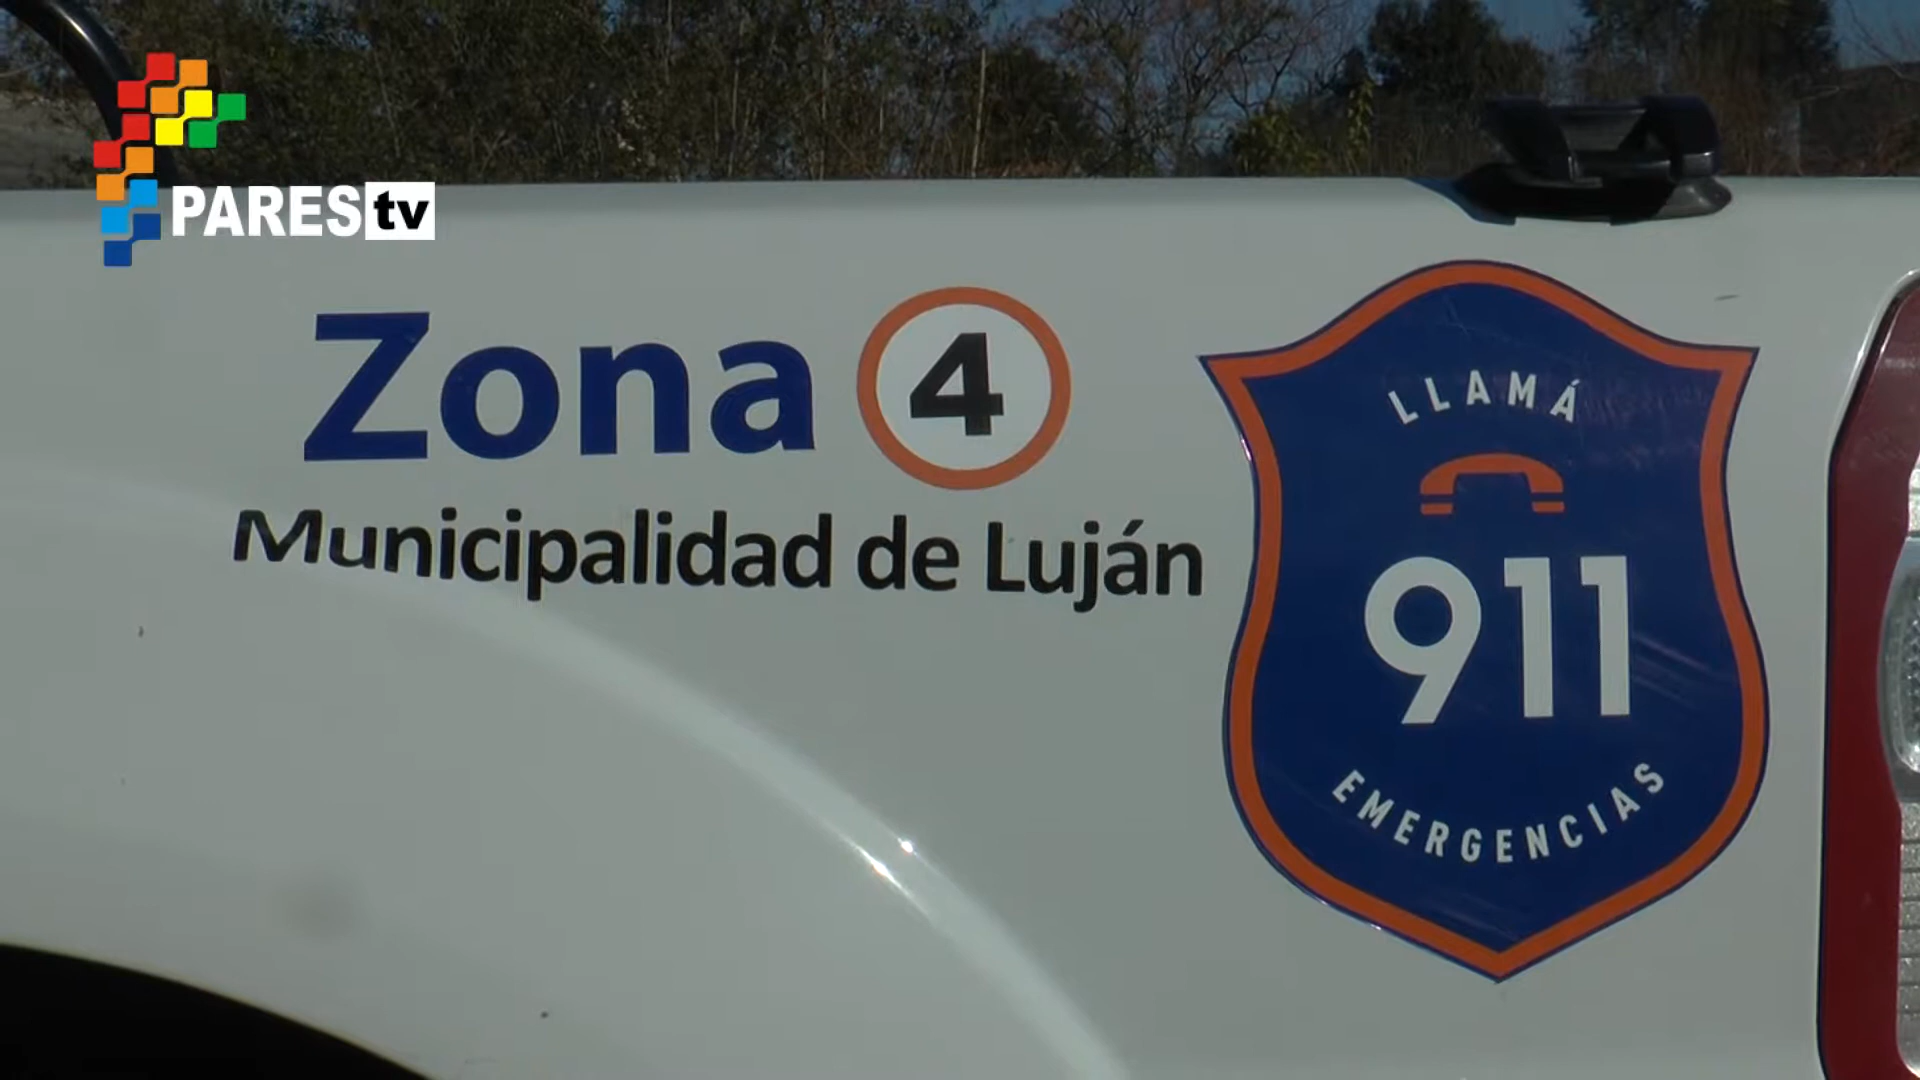 PARES tv
Zona 4
Municipalidad de Luján
LLAMÁ
911
EMERGENCIAS